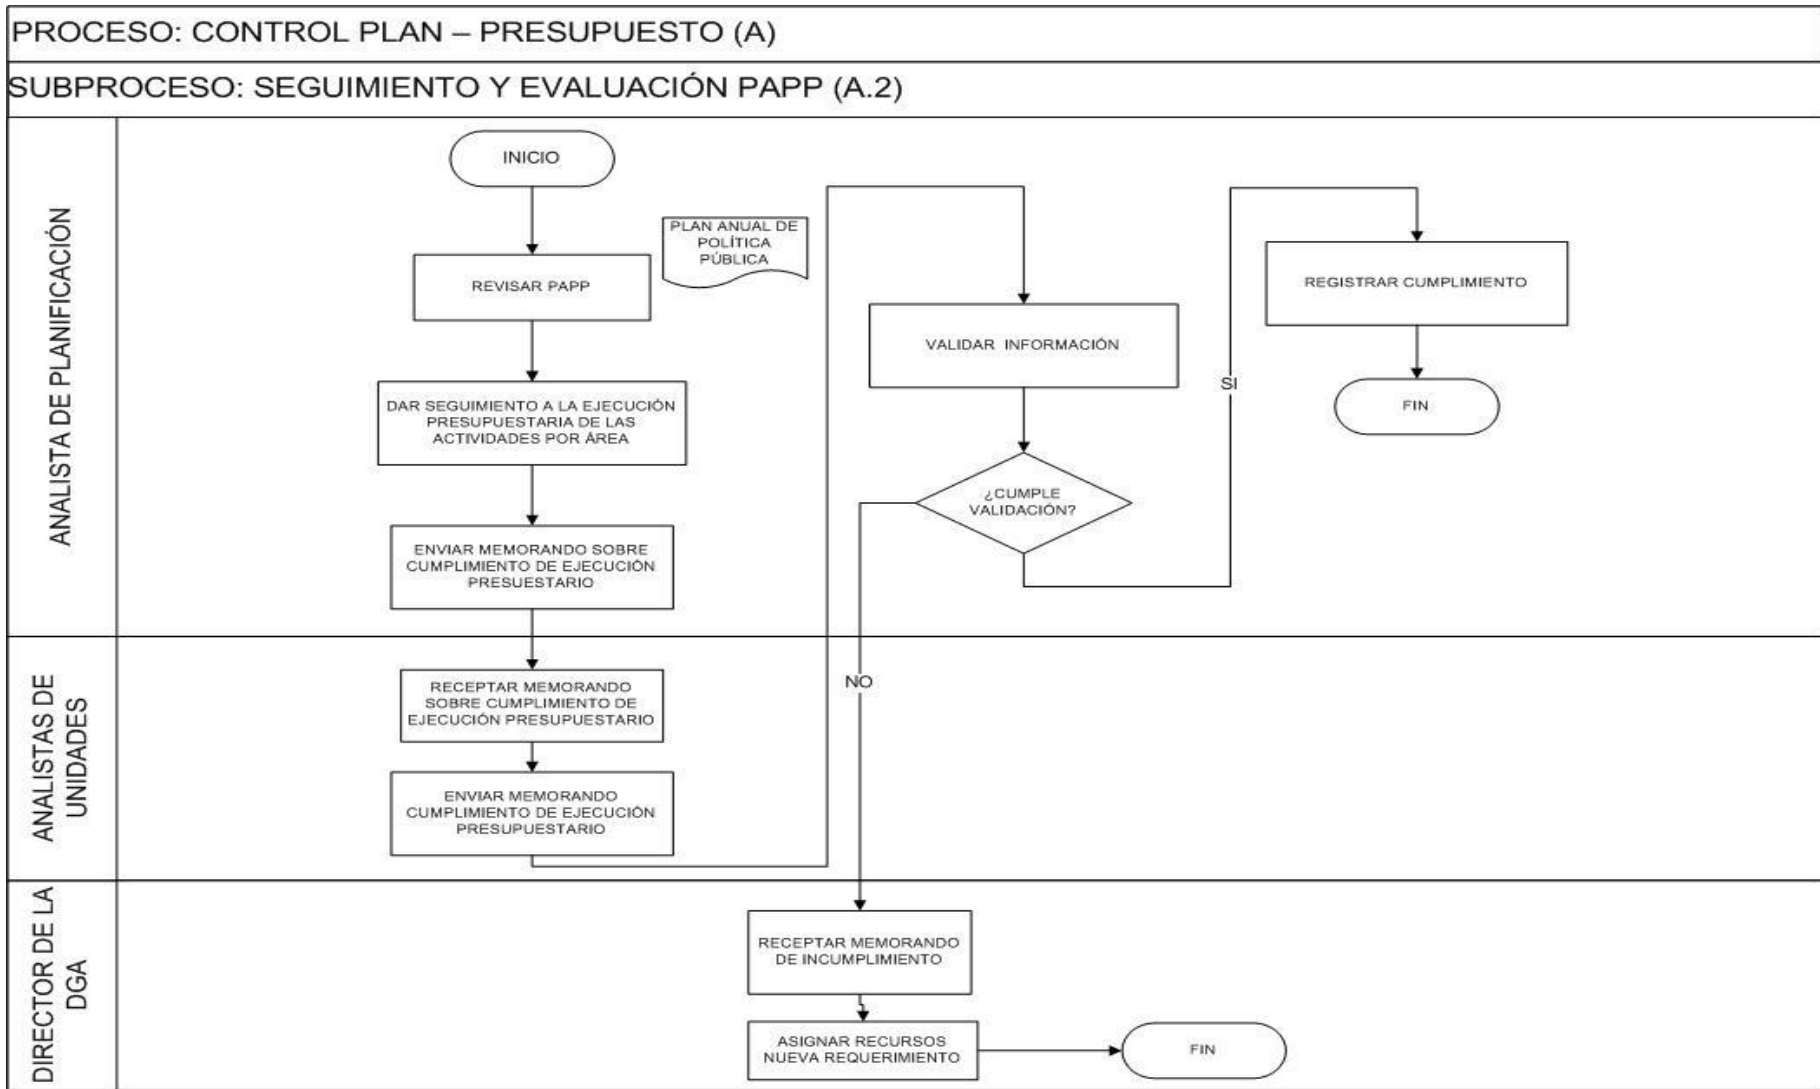 PROCESO: CONTROL PLAN – PRESUPUESTO (A)
SUBPROCESO: SEGUIMIENTO Y EVALUACIÓN PAPP (A.2)
ANALISTA DE PLANIFICACIÓN
INICIO
PLAN ANUAL DE
POLÍTICA
PÚBLICA
REVISAR PAPP
DAR SEGUIMIENTO A LA EJECUCIÓN
PRESUPUESTARIA DE LAS
ACTIVIDADES POR ÁREA
ENVIAR MEMORANDO SOBRE
CUMPLIMIENTO DE EJECUCIÓN
PRESUESTARIO
VALIDAR INFORMACIÓN
¿CUMPLE
VALIDACIÓN?
SI
REGISTRAR CUMPLIMIENTO
FIN
ANALISTAS DE
UNIDADES
RECEPTAR MEMORANDO
SOBRE CUMPLIMIENTO DE
EJECUCIÓN PRESUPUESTARIO
ENVIAR MEMORANDO
CUMPLIMIENTO DE EJECUCIÓN
PRESUPUESTARIO
NO
DIRECTOR DE LA
DGA
RECEPTAR MEMORANDO
DE INCUMPLIMIENTO
ASIGNAR RECURSOS
NUEVA REQUERIMIENTO
FIN